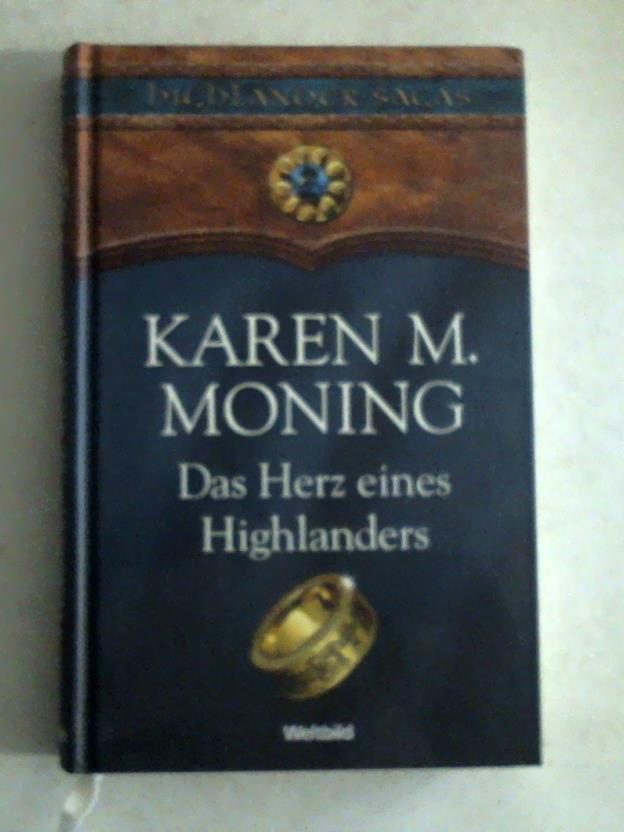 HIGHLANDER SAGAS
KAREN M.
MONING
Das Herz eines
Highlanders
Weltbild